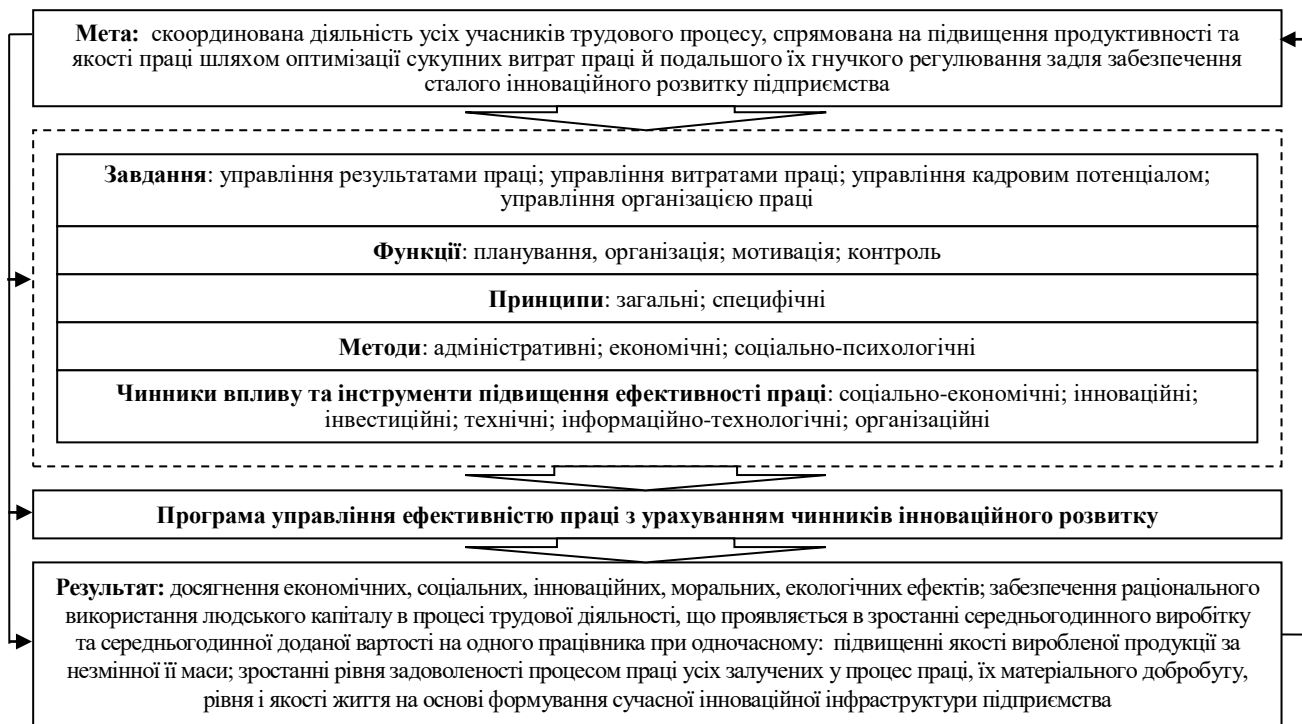 Мета: скоординована діяльність усіх учасників трудового процесу, спрямована на підвищення продуктивності та
якості праці шляхом оптимізації сукупних витрат праці й подальшого їх гнучкого регулювання задля забезпечення
сталого інноваційного розвитку підприємства
Завдання: управління результатами праці; управління витратами праці; управління кадровим потенціалом;
управління організацією праці
Функції: планування, організація; мотивація; контроль
Принципи: загальні; специфічні
Методи: адміністративні; економічні; соціально-психологічні
Чинники впливу та інструменти підвищення ефективності праці: соціально-економічні; інноваційні;
інвестиційні; технічні; інформаційно-технологічні; організаційні
Програма управління ефективністю праці з урахуванням чинників інноваційного розвитку
Результат: досягнення економічних, соціальних, інноваційних, моральних, екологічних ефектів; забезпечення раціонального
використання людського капіталу в процесі трудової діяльності, що проявляється в зростанні середньогодинного виробітку
та середньогодинної доданої вартості на одного працівника при одночасному: підвищенні якості виробленої продукції за
незмінної її маси; зростанні рівня задоволеності процесом праці усіх залучених у процес праці, їх матеріального добробуту,
рівня і якості життя на основі формування сучасної інноваційної інфраструктури підприємства